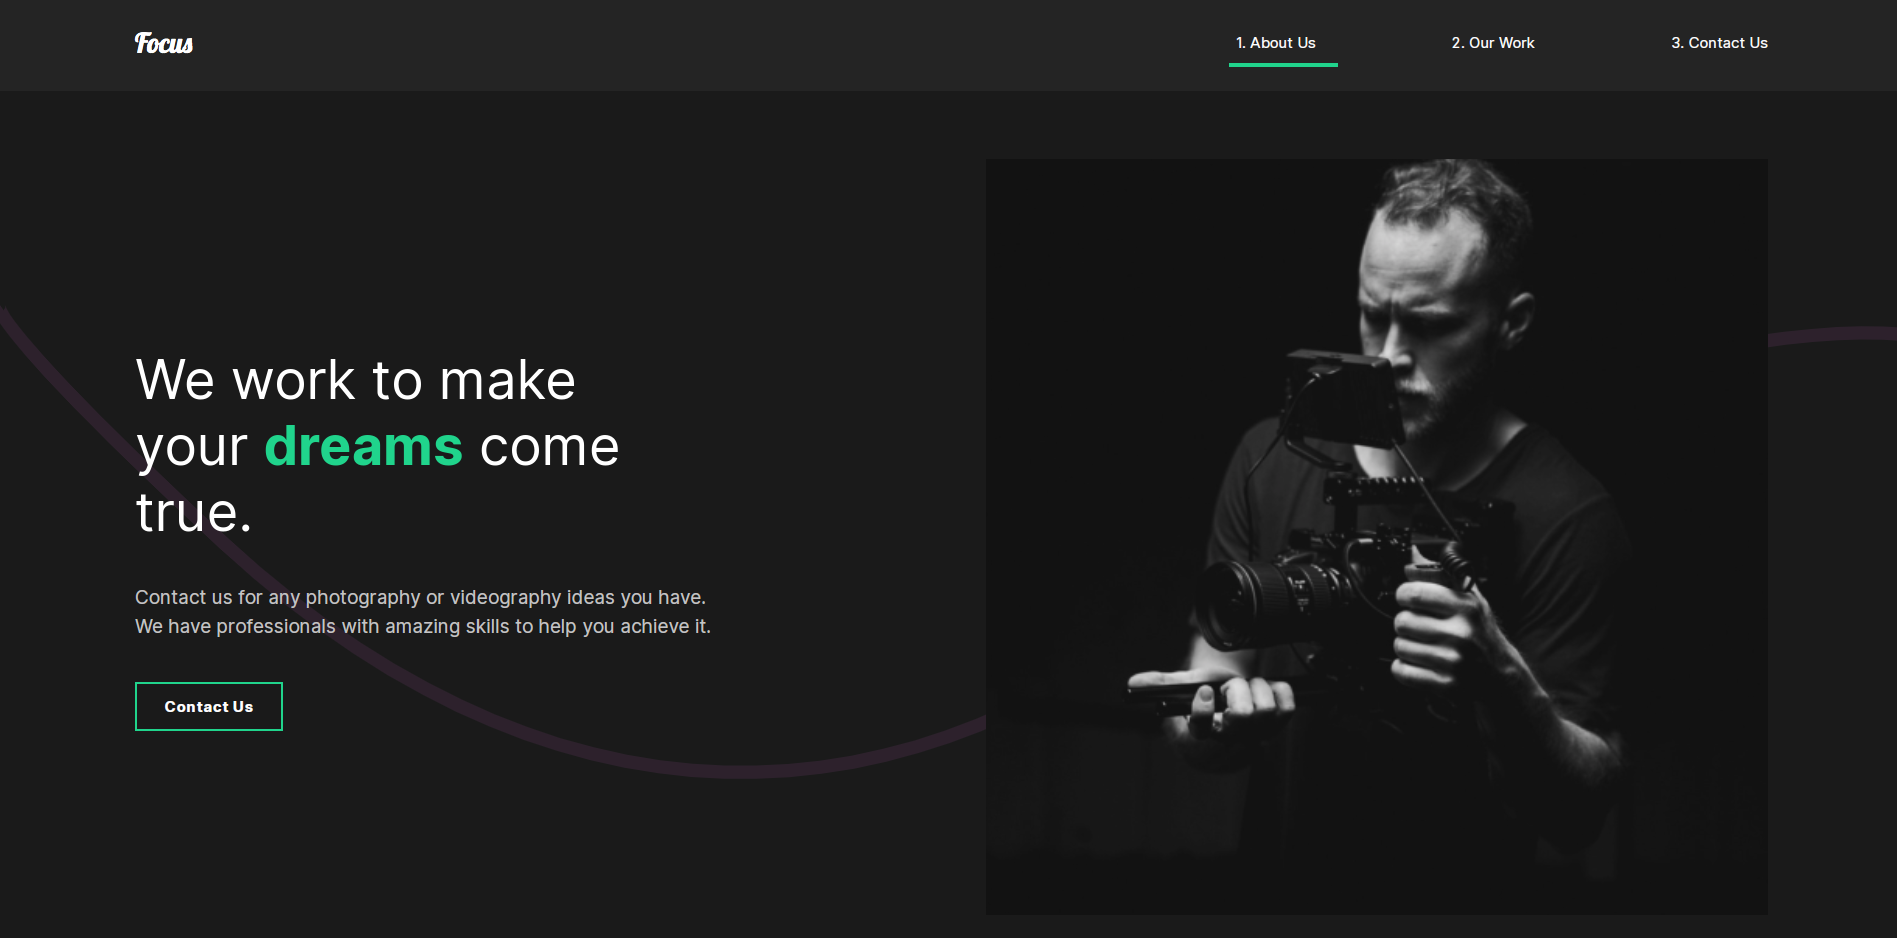 Focus
1. About Us
2. Our Work
3. Contact Us
We work to make
your dreams come
true.
Contact us for any photography or videography ideas you have.
We have professionals with amazing skills to help you achieve it.
Contact Us